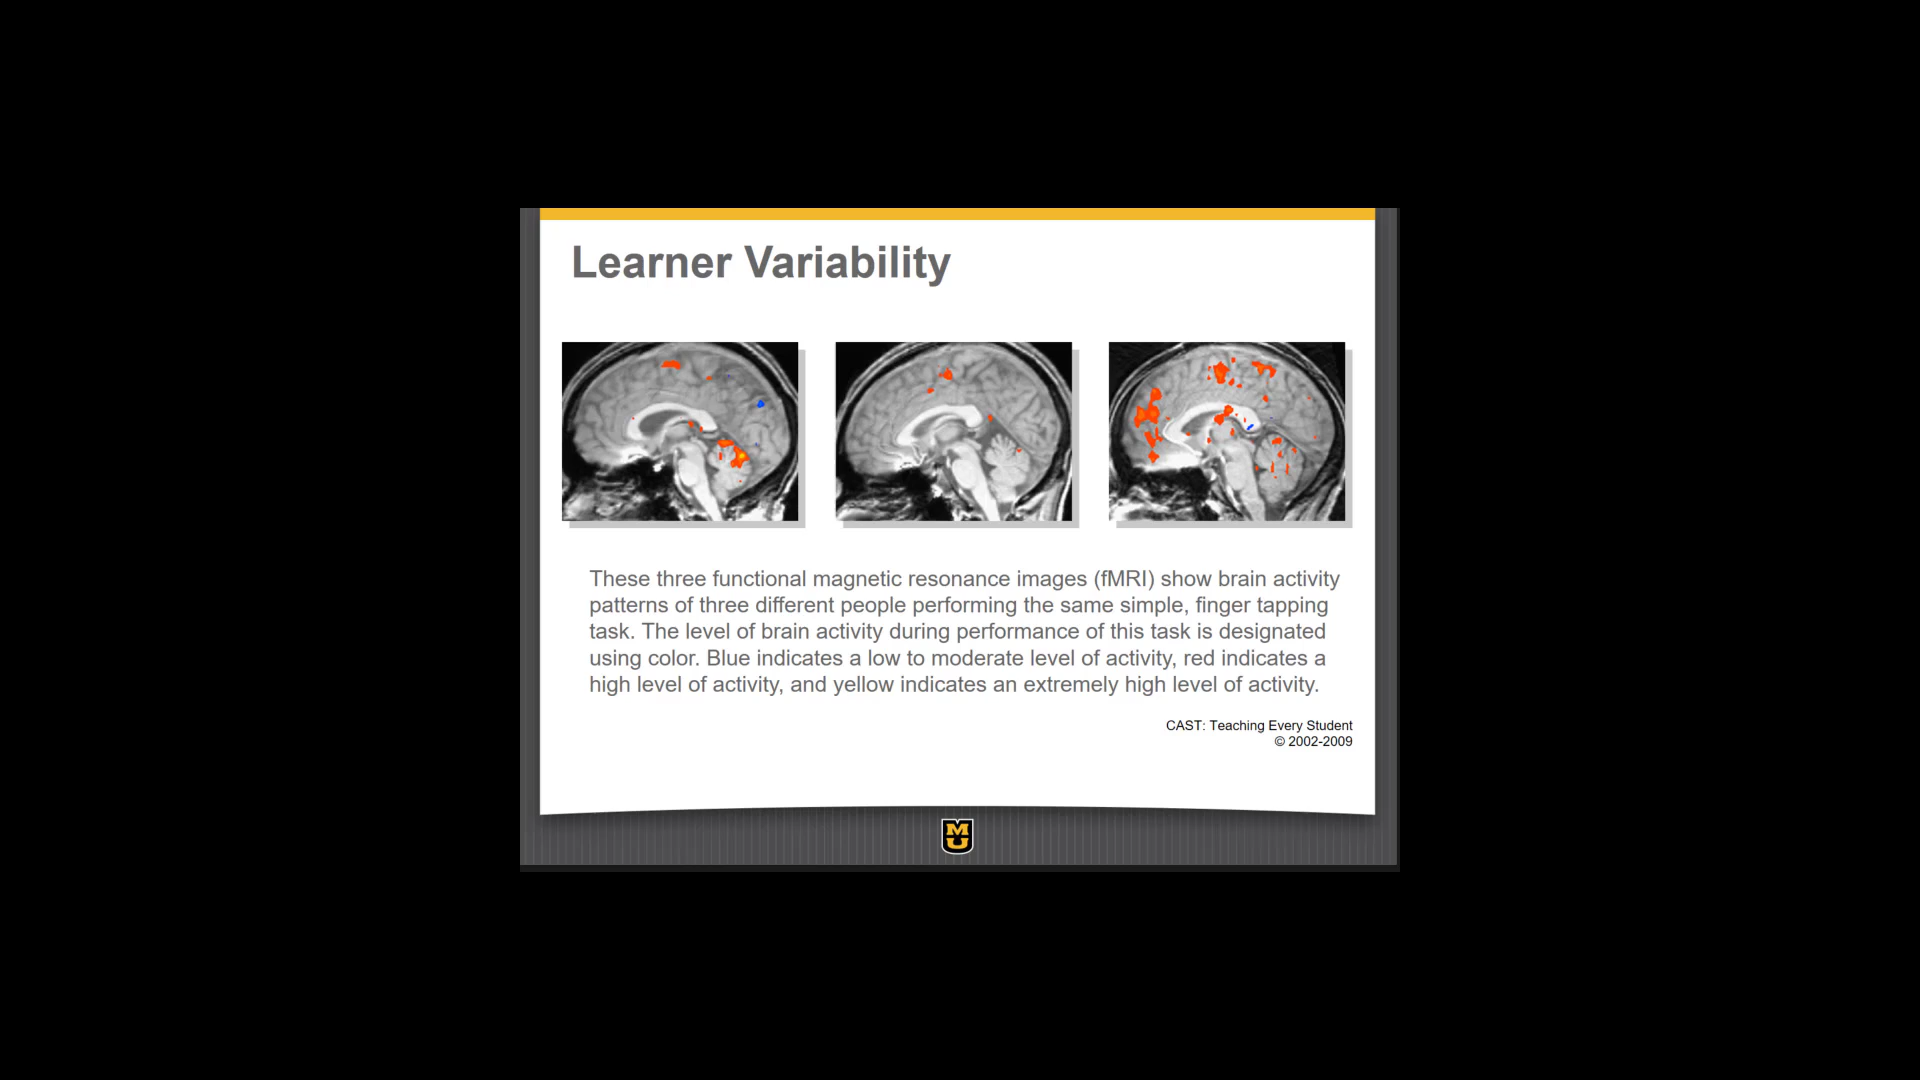 Learner Variability
These three functional magnetic resonance images (fMRI) show brain activity
patterns of three different people performing the same simple, finger tapping
task. The level of brain activity during performance of this task is designated
using color. Blue indicates a low to moderate level of activity, red indicates a
high level of activity, and yellow indicates an extremely high level of activity.
CAST: Teaching Every Student
© 2002-2009
MU